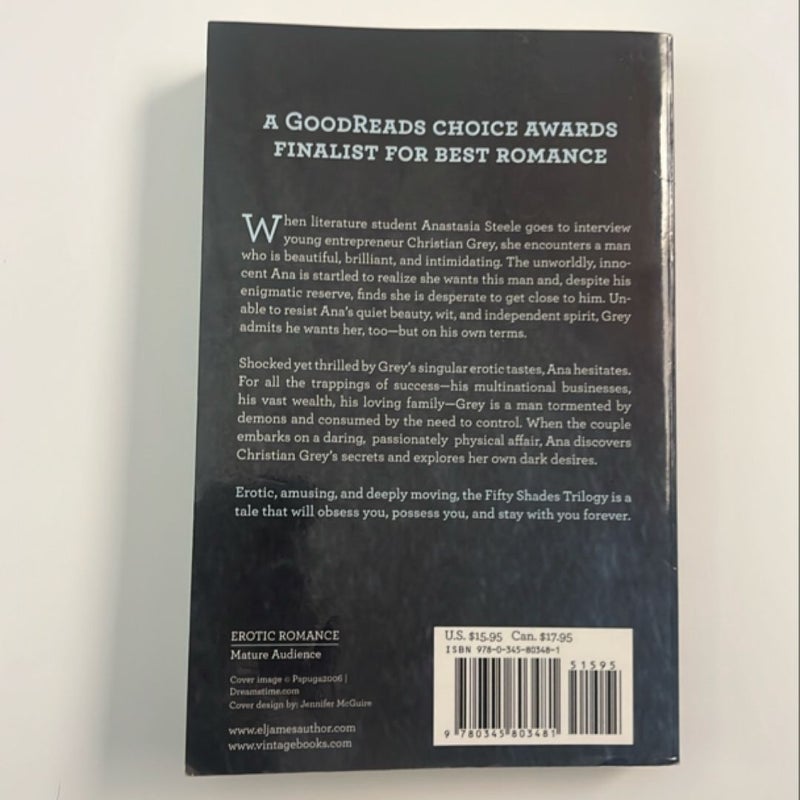 A GOODREADS CHOICE AWARDS
FINALIST FOR BEST ROMANCE
When literature student Anastasia Steele goes to interview
young entrepreneur Christian Grey, she encounters a man
who is beautiful, brilliant, and intimidating. The unworldly, inno-
cent Ana is startled to realize she wants this man and, despite his
enigmatic reserve, finds she is desperate to get close to him. Un-
able to resist Ana's quiet beauty, wit, and independent spirit, Grey
admits he wants her, too—but on his own terms.
Shocked yet thrilled by Grey's singular erotic tastes, Ana hesitates.
For all the trappings of success—his multinational businesses,
his vast wealth, his loving family—Grey is a man tormented by
demons and consumed by the need to control. When the couple
embarks on a daring, passionately physical affair, Ana discovers
Christian Grey's secrets and explores her own dark desires.
Erotic, amusing, and deeply moving, the Fifty Shades Trilogy is a
tale that will obsess you, possess you, and stay with you forever.
EROTIC ROMANCE
Mature Audience
Cover image © Papuga2006 |
Dreamstime.com
Cover design by: Jennifer McGuire
www.eljamesauthor.com
www.vintagebooks.com
U.S. $15.95 Can. $17.95
ISBN 978-0-345-80348-1
51595
9 780345 803481